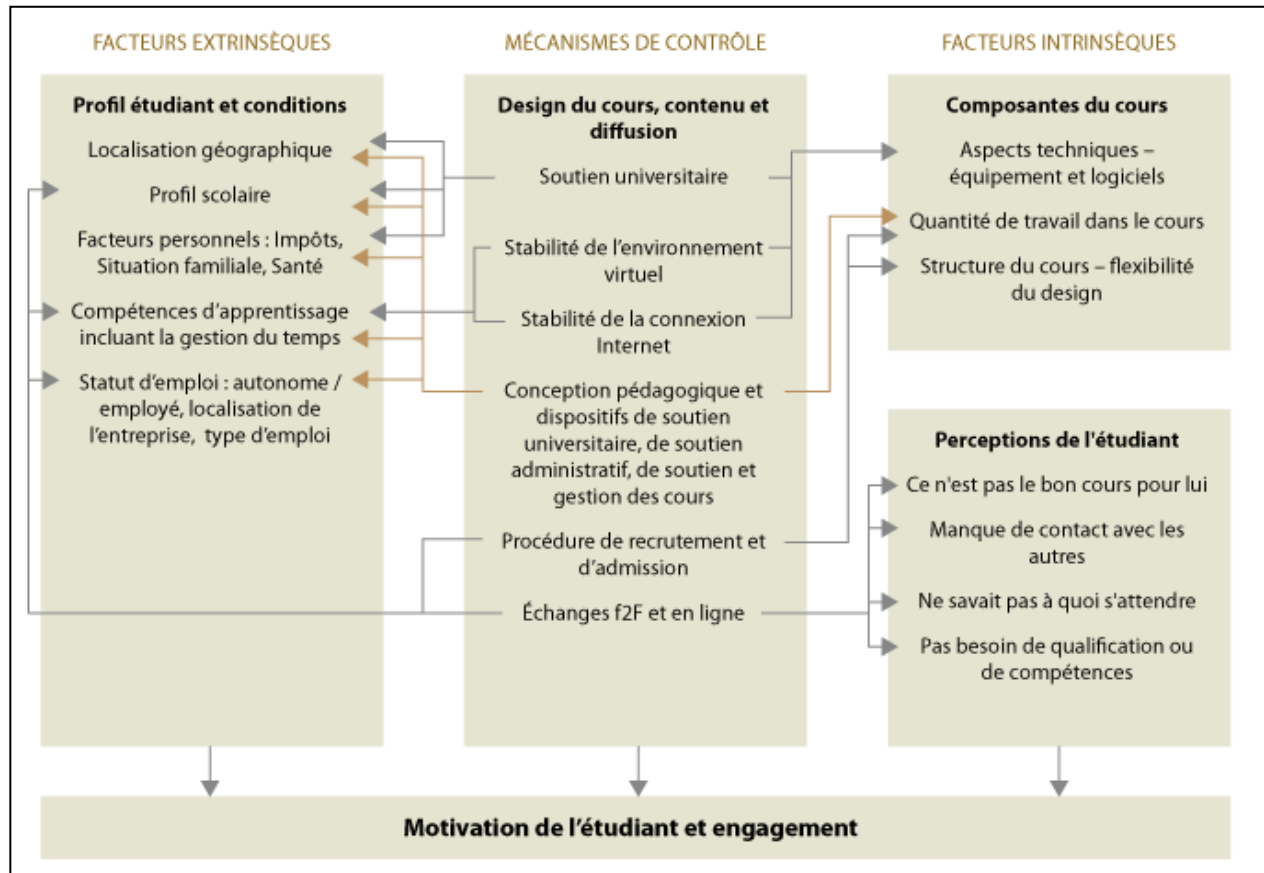 FACTEURS EXTRINSÈQUES
Profil étudiant et conditions
Localisation géographique
Profil scolaire
Facteurs personnels : Impôts,
Situation familiale, Santé
Compétences d'apprentissage
incluant la gestion du temps
Statut d'emploi : autonome /
employé, localisation de
l'entreprise, type d'emploi
MÉCANISMES DE CONTRÔLE
Design du cours, contenu et
diffusion
Soutien universitaire
Stabilité de l'environnement
virtuel
Stabilité de la connexion
Internet
Conception pédagogique et
dispositifs de soutien
universitaire, de soutien
administratif, de soutien et
gestion des cours
Procédure de recrutement et
d'admission
Échanges f2F et en ligne
FACTEURS INTRINSÈQUES
Composantes du cours
Aspects techniques –
équipement et logiciels
Quantité de travail dans le cours
Structure du cours – flexibilité
du design
Perceptions de l'étudiant
Ce n'est pas le bon cours pour lui
Manque de contact avec les
autres
Ne savait pas à quoi s'attendre
Pas besoin de qualification ou
de compétences
Motivation de l'étudiant et engagement